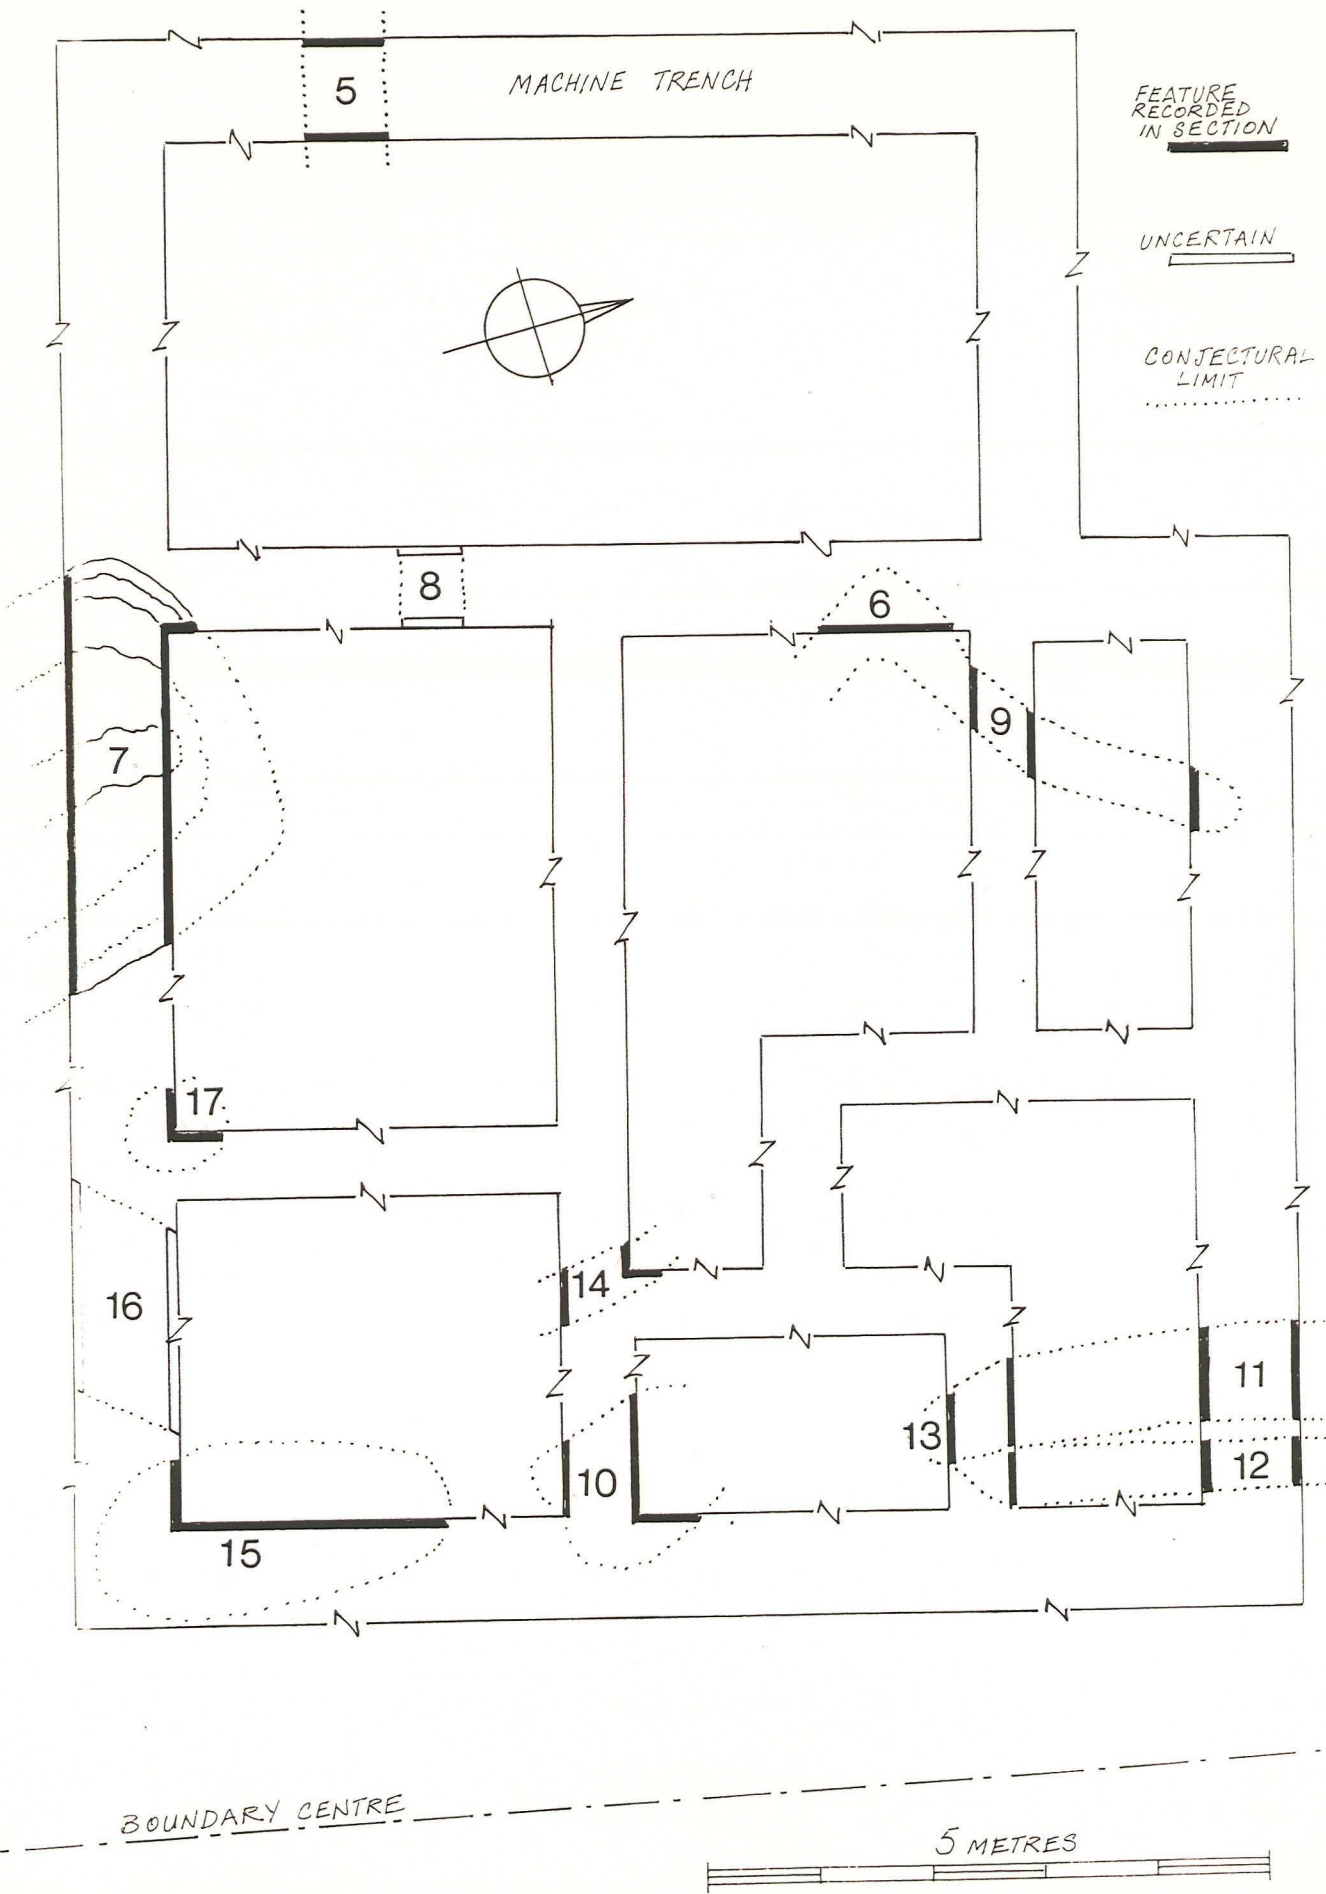 5
MACHINE TRENCH
FEATURE
RECORDED
IN SECTION
UNCERTAIN
CONJECTURAL
LIMIT
8
6
9
7
17
14
16
11
13
12
10
15
BOUNDARY CENTRE
5 METRES